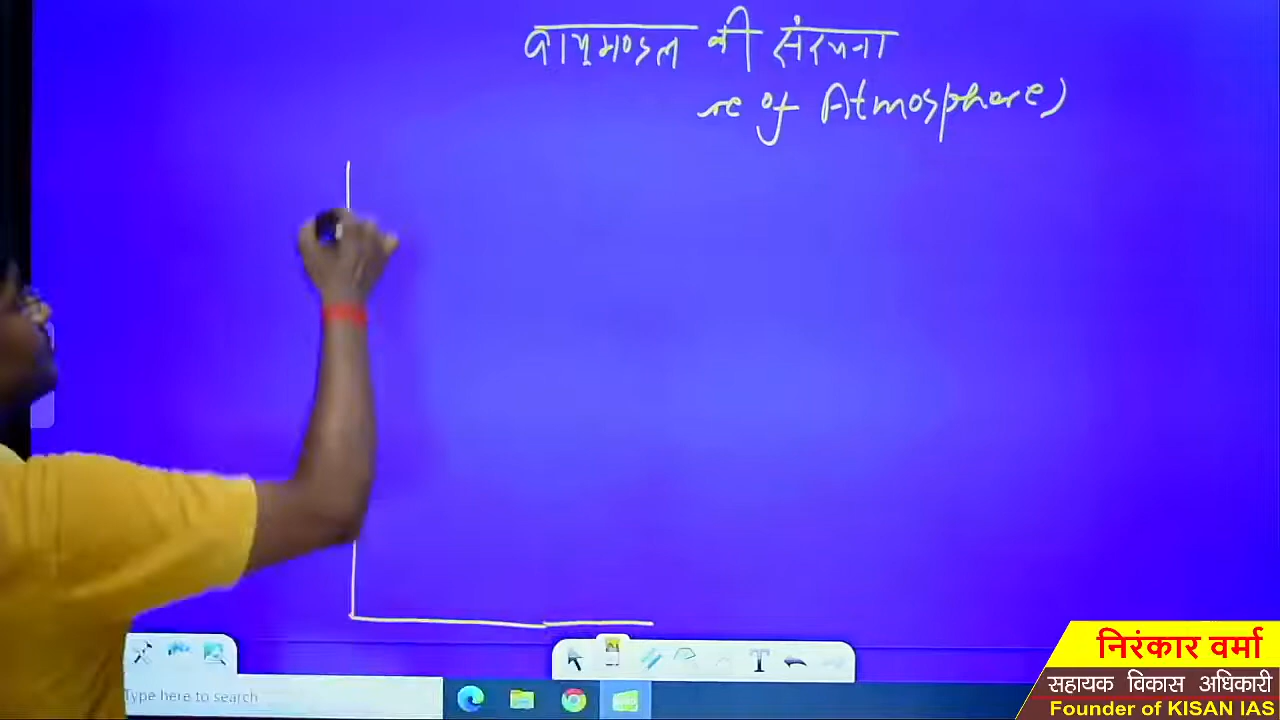 वायुमण्डल की संरचना
re of Atmosphere)
Type here to search
T
निरंकार वर्मा
सहायक विकास अधिकारी
Founder of KISAN IAS